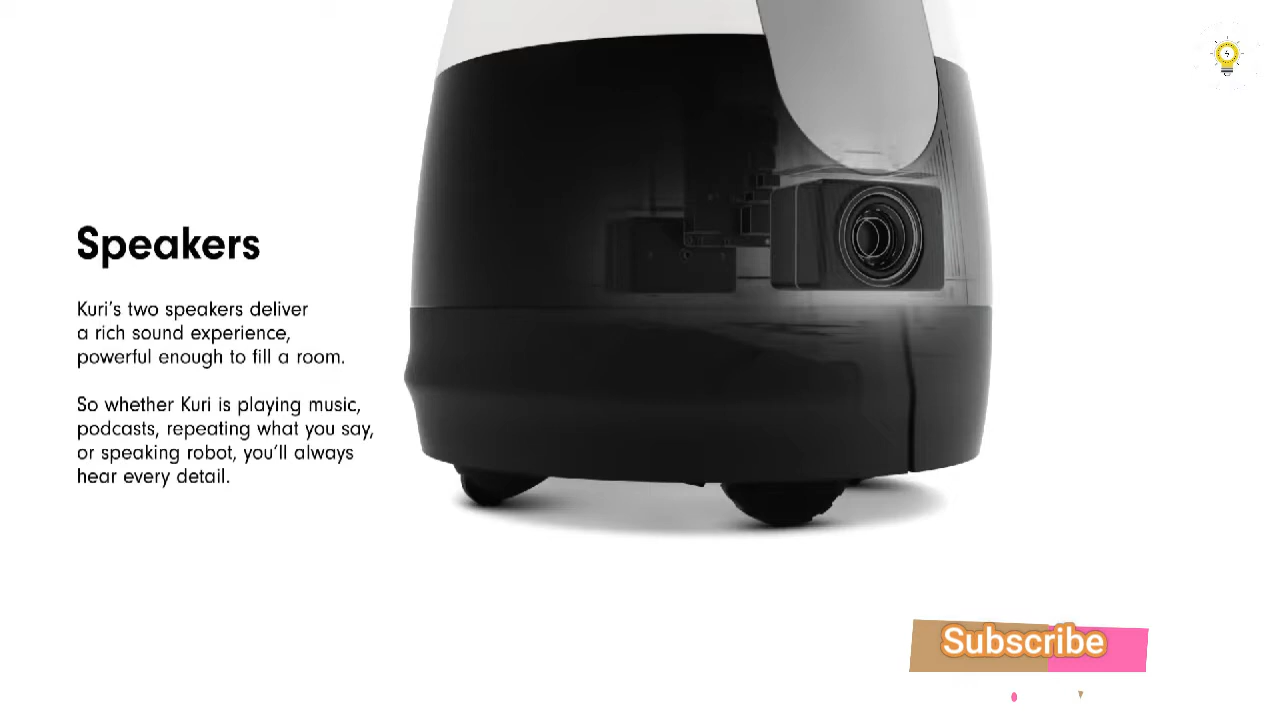 Speakers
Kuri's two speakers deliver
a rich sound experience,
powerful enough to fill a room.
So whether Kuri is playing music,
podcasts, repeating what you say,
or speaking robot, you'll always
hear every detail.
Subscribe